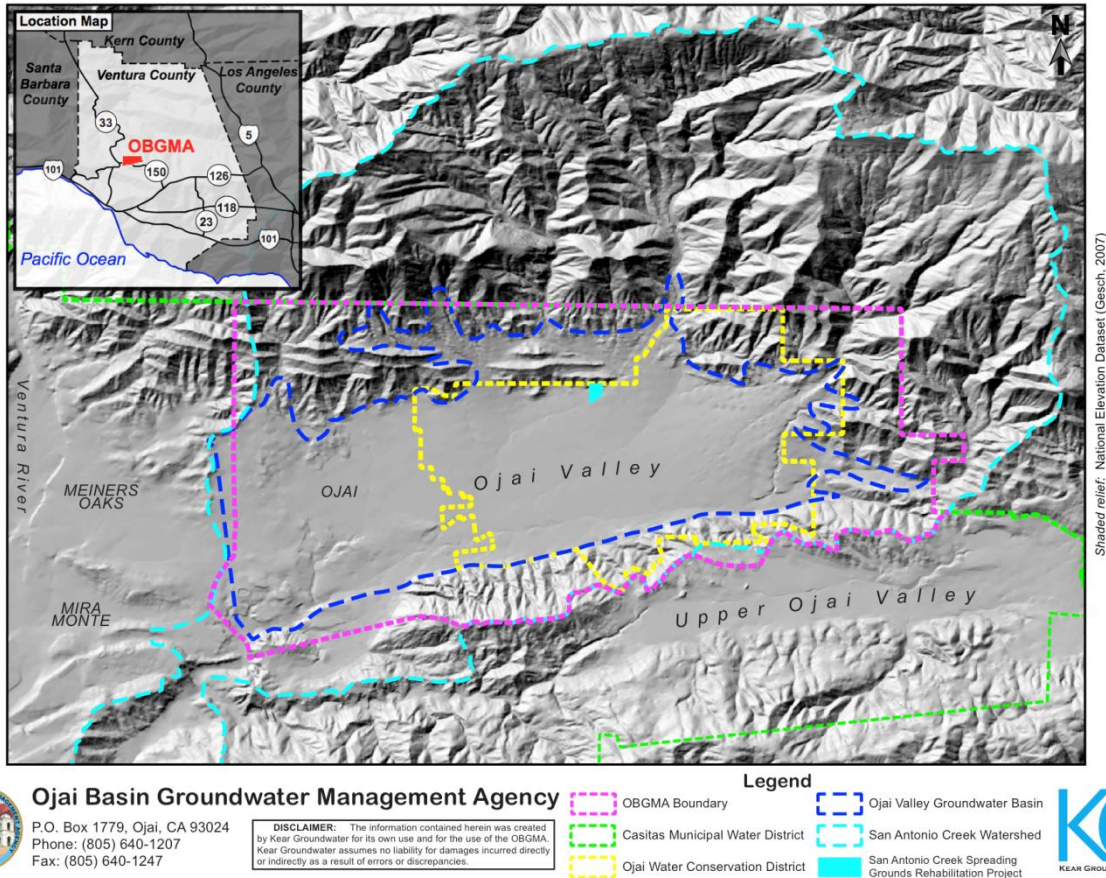 Location Map
Kern County
Santa
Barbara
County
Ventura County
Los Angeles
County
33
5
OBGMA
101
150
126
118
23
101
Pacific Ocean
N
Ventura River
MEINERS
OAKS
OJAI
Ojai Valley
MIRA
MONTE
Upper Ojai Valley
Shaded relief: National Elevation Dataset (Gesch, 2007)
Ojai Basin Groundwater Management Agency
P.O. Box 1779, Ojai, CA 93024
Phone: (805) 640-1207
Fax: (805) 640-1247
DISCLAIMER: The information contained herein was created
by Kear Groundwater for its own use and for the use of the OBGMA.
Kear Groundwater assumes no liability for damages incurred directly
or indirectly as a result of errors or discrepancies.
Legend
OBGMA Boundary
Casitas Municipal Water District
Ojai Water Conservation District
Ojai Valley Groundwater Basin
San Antonio Creek Watershed
San Antonio Creek Spreading
Grounds Rehabilitation Project
KEAR